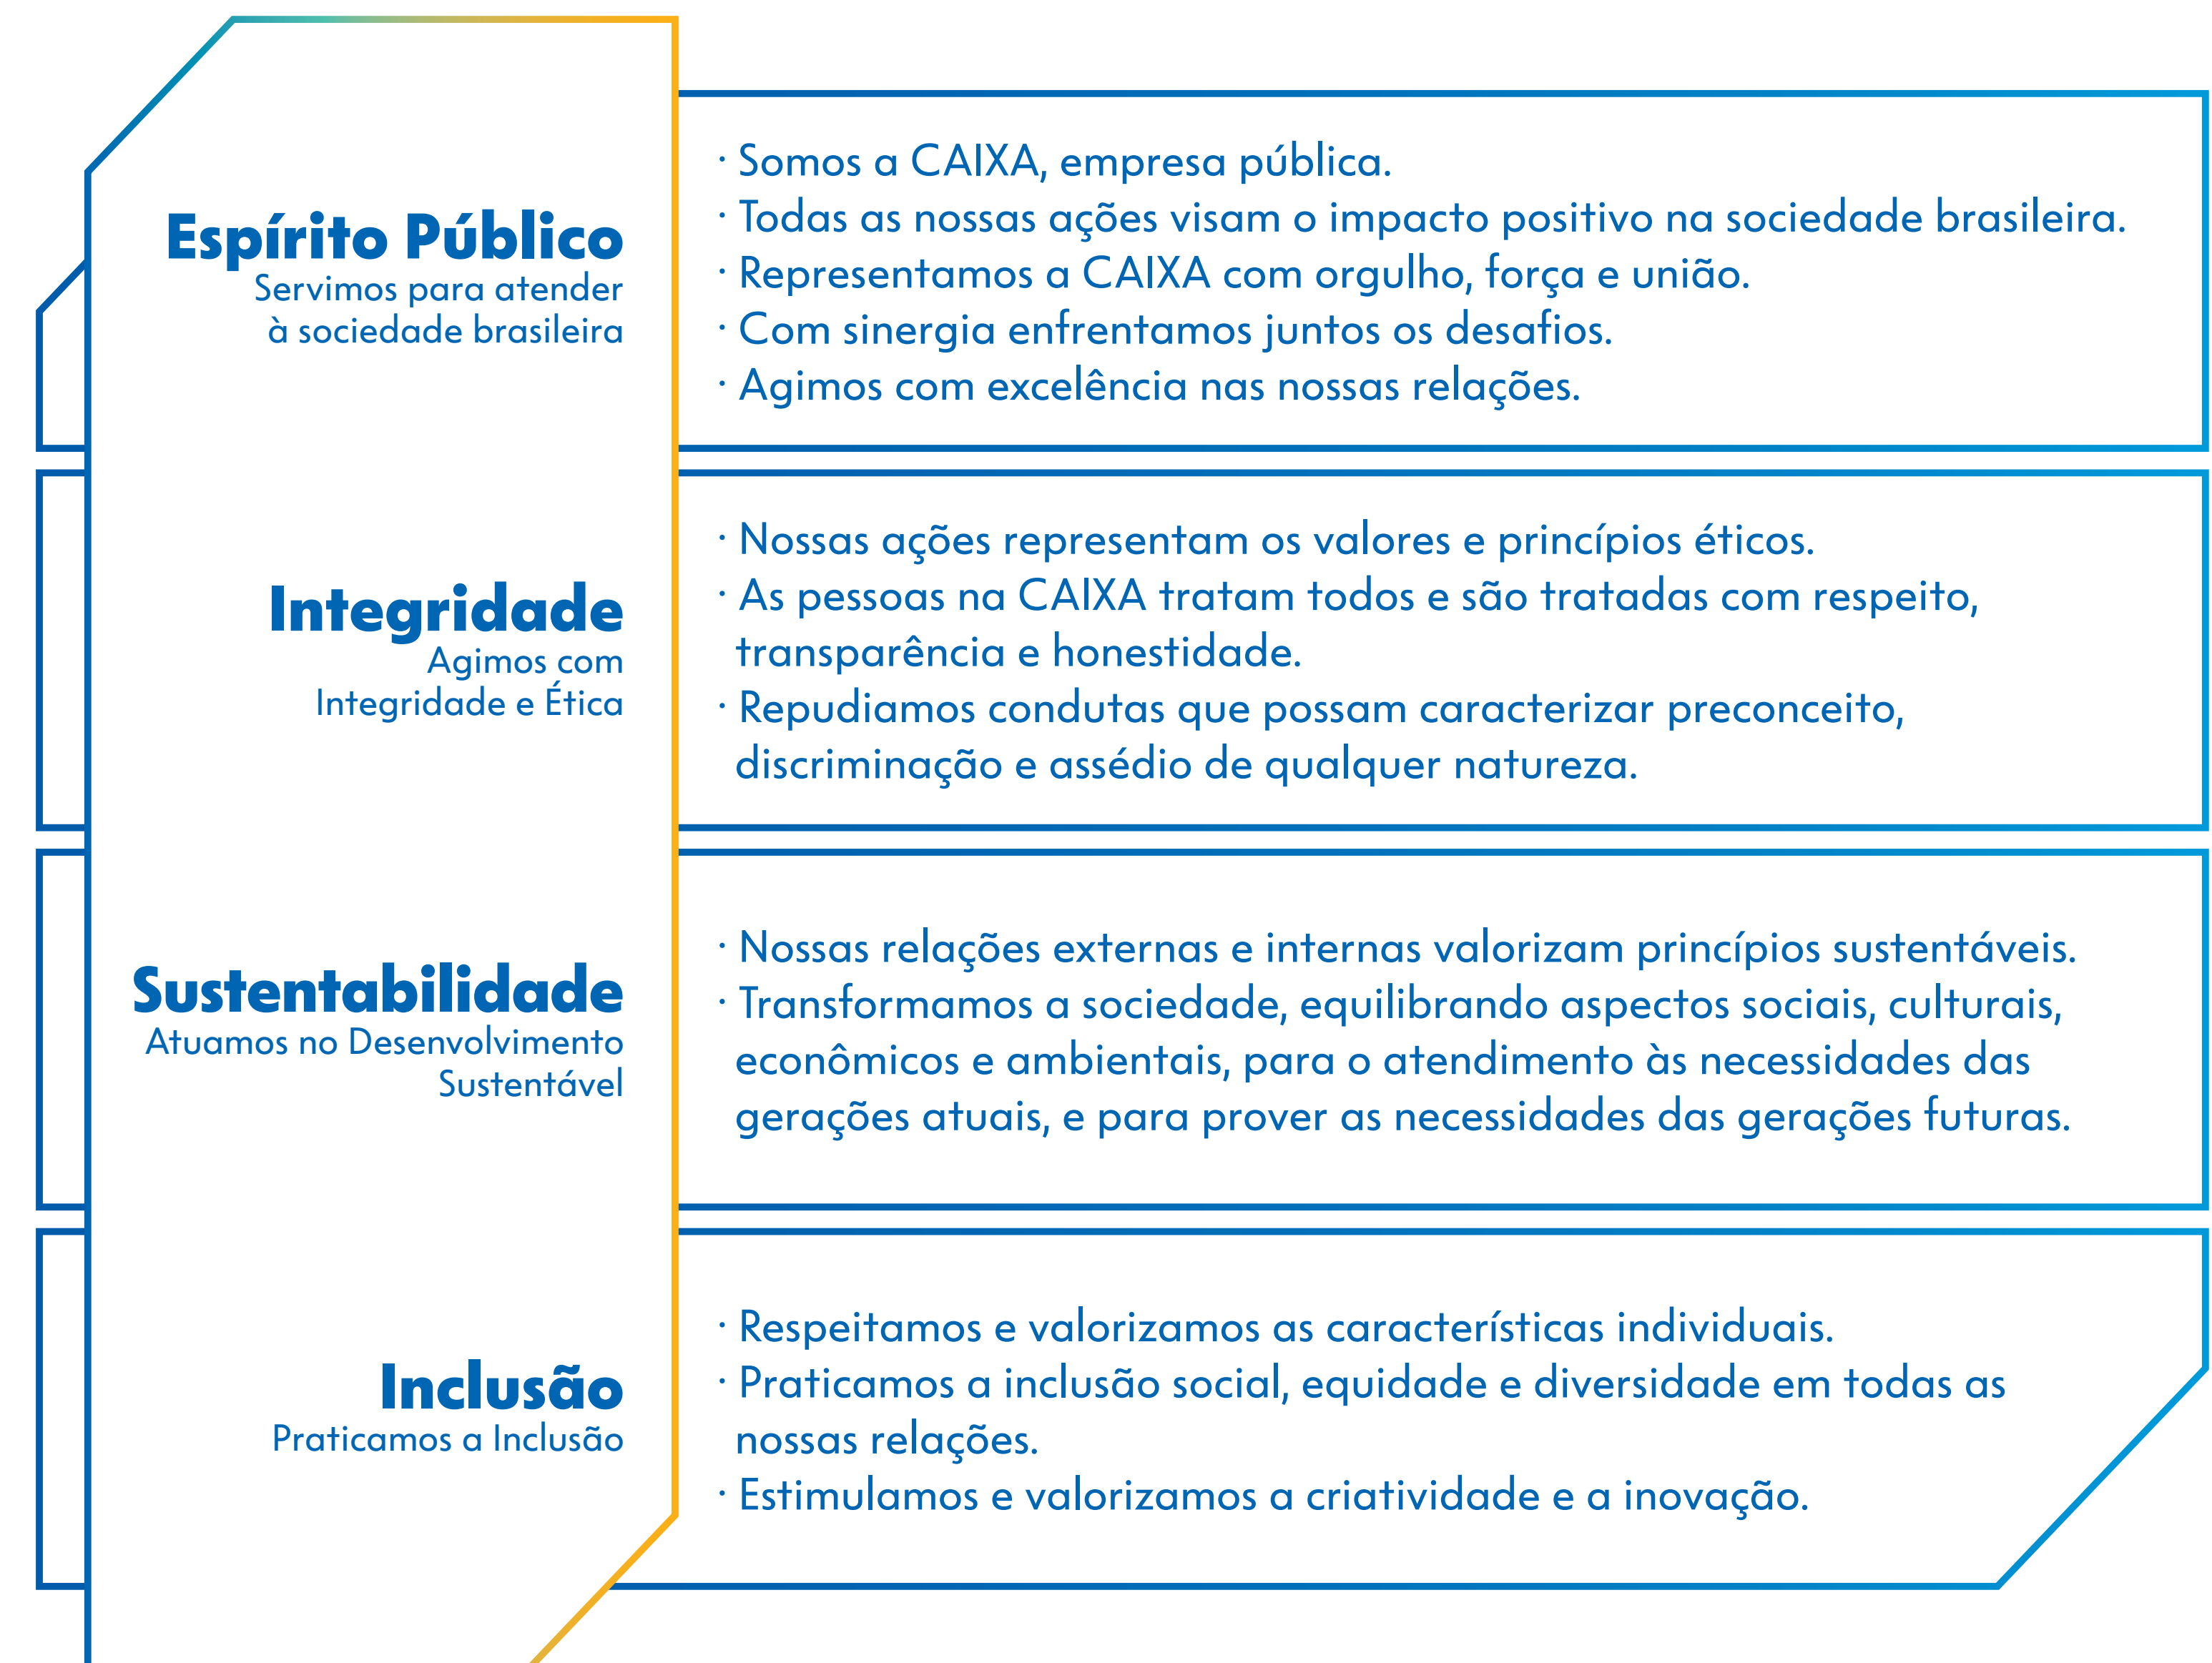 Espírito Público
Servimos para atender
à sociedade brasileira
· Somos a CAIXA, empresa pública.
· Todas as nossas ações visam o impacto positivo na sociedade brasileira.
· Representamos a CAIXA com orgulho, força e união.
· Com sinergia enfrentamos juntos os desafios.
· Agimos com excelência nas nossas relações.
Integridade
Agimos com
Integridade e Ética
· Nossas ações representam os valores e princípios éticos.
· As pessoas na CAIXA tratam todos e são tratadas com respeito,
transparência e honestidade.
· Repudiamos condutas que possam caracterizar preconceito,
discriminação e assédio de qualquer natureza.
Sustentabilidade
Atuamos no Desenvolvimento
Sustentável
· Nossas relações externas e internas valorizam princípios sustentáveis.
· Transformamos a sociedade, equilibrando aspectos sociais, culturais,
econômicos e ambientais, para o atendimento às necessidades das
gerações atuais, e para prover as necessidades das gerações futuras.
Inclusão
Praticamos a Inclusão
· Respeitamos e valorizamos as características individuais.
· Praticamos a inclusão social, equidade e diversidade em todas as
nossas relações.
· Estimulamos e valorizamos a criatividade e a inovação.